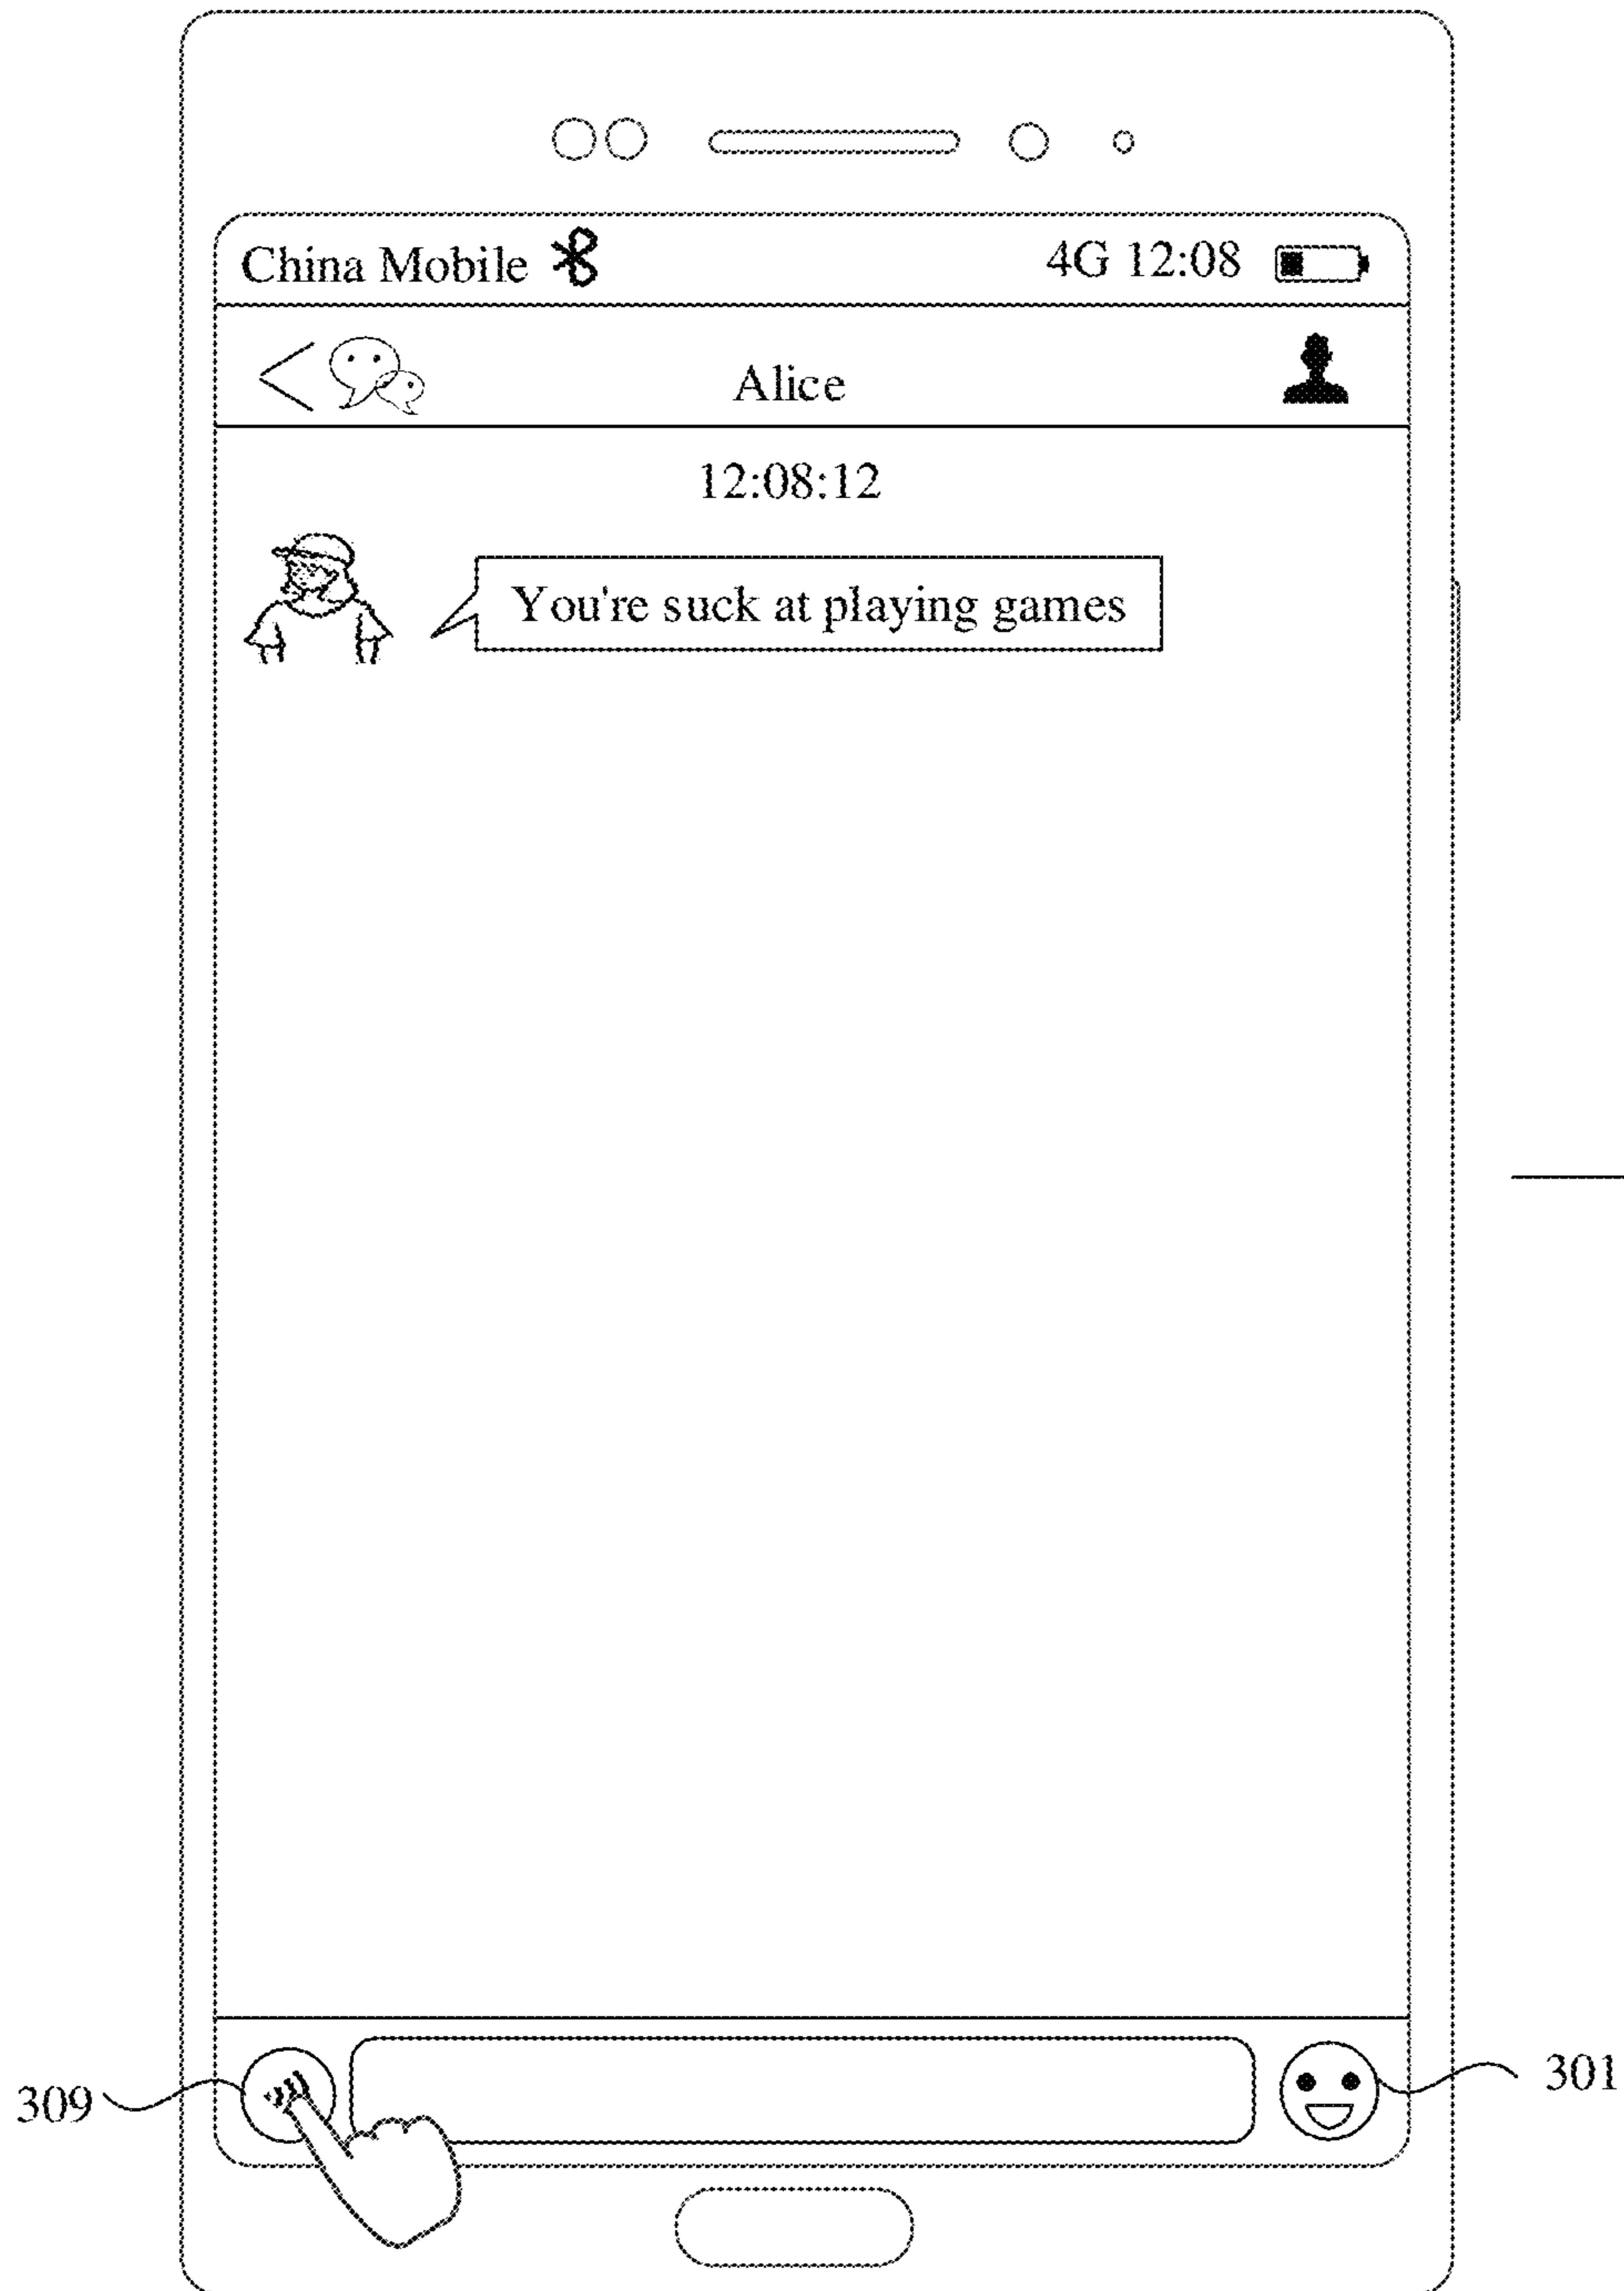 China Mobile 4G 12:08
Alice
12:08:12
You're suck at playing games
309 301